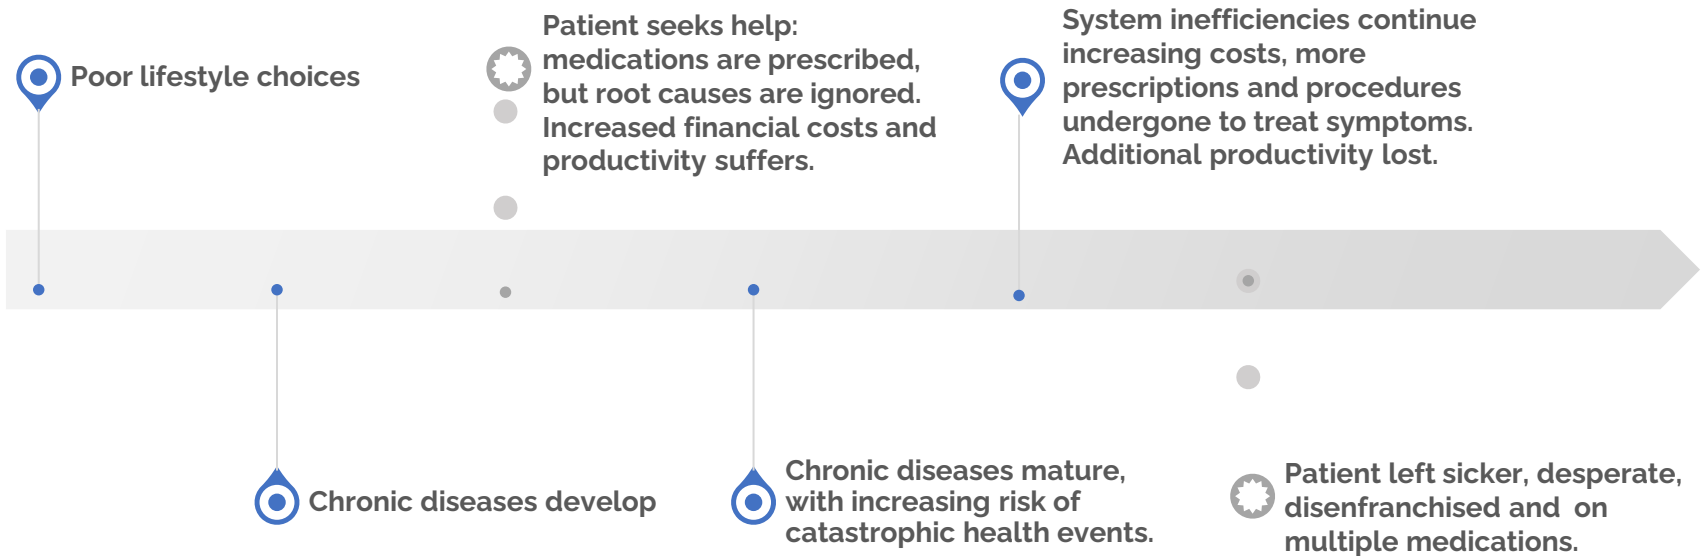 Poor lifestyle choices
Patient seeks help:
medications are prescribed,
but root causes are ignored.
Increased financial costs and
productivity suffers.
System inefficiencies continue
increasing costs, more
prescriptions and procedures
undergone to treat symptoms.
Additional productivity lost.
Chronic diseases develop
Chronic diseases mature,
with increasing risk of
catastrophic health events.
Patient left sicker, desperate,
disenfranchised and on
multiple medications.